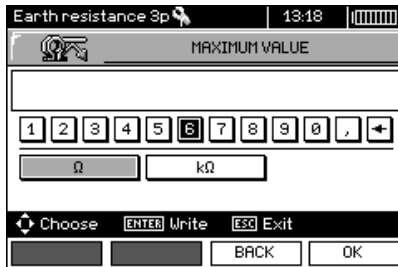 Earth resistance 3p 13:18
MAXIMUM VALUE
1 2 3 4 5 6 7 8 9 0 ,
Ω kΩ
Choose ENTER Write ESC Exit
BACK OK